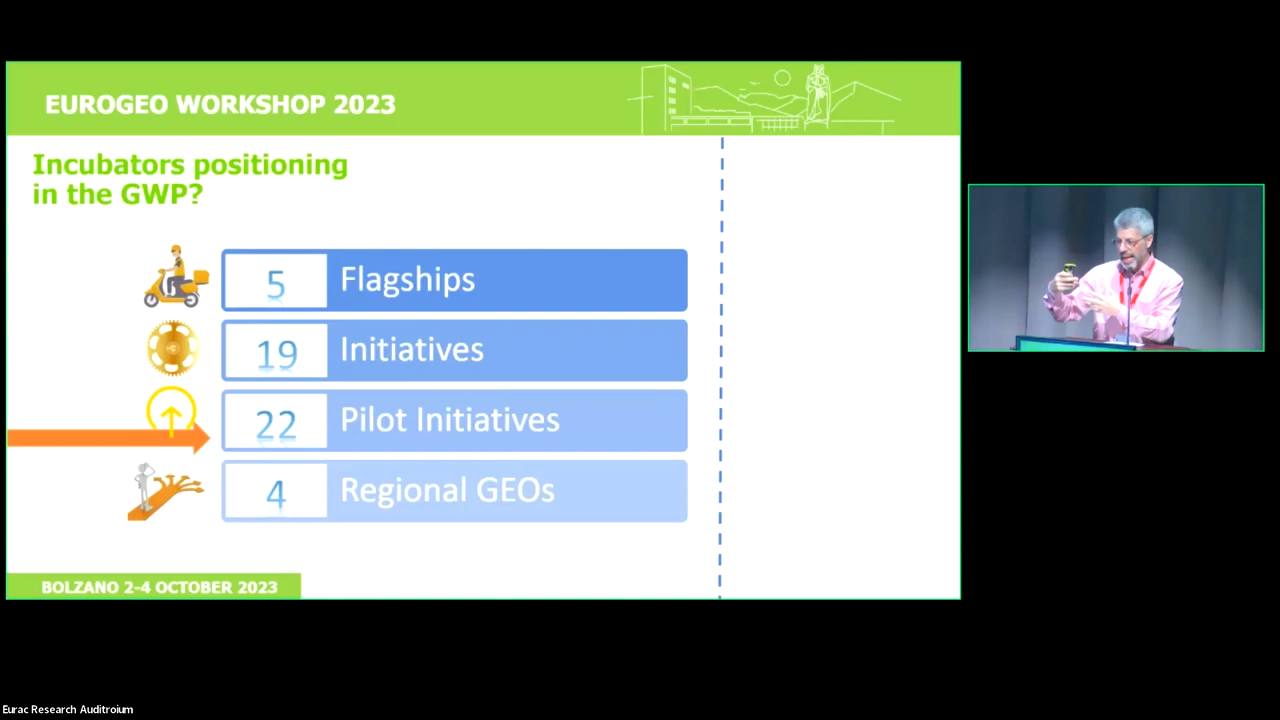 EUROGEO WORKSHOP 2023
Incubators positioning
in the GWP?
5 Flagships
19 Initiatives
22 Pilot Initiatives
4 Regional GEOs
BOLZANO 2-4 OCTOBER 2023
Eurac Research Auditroium